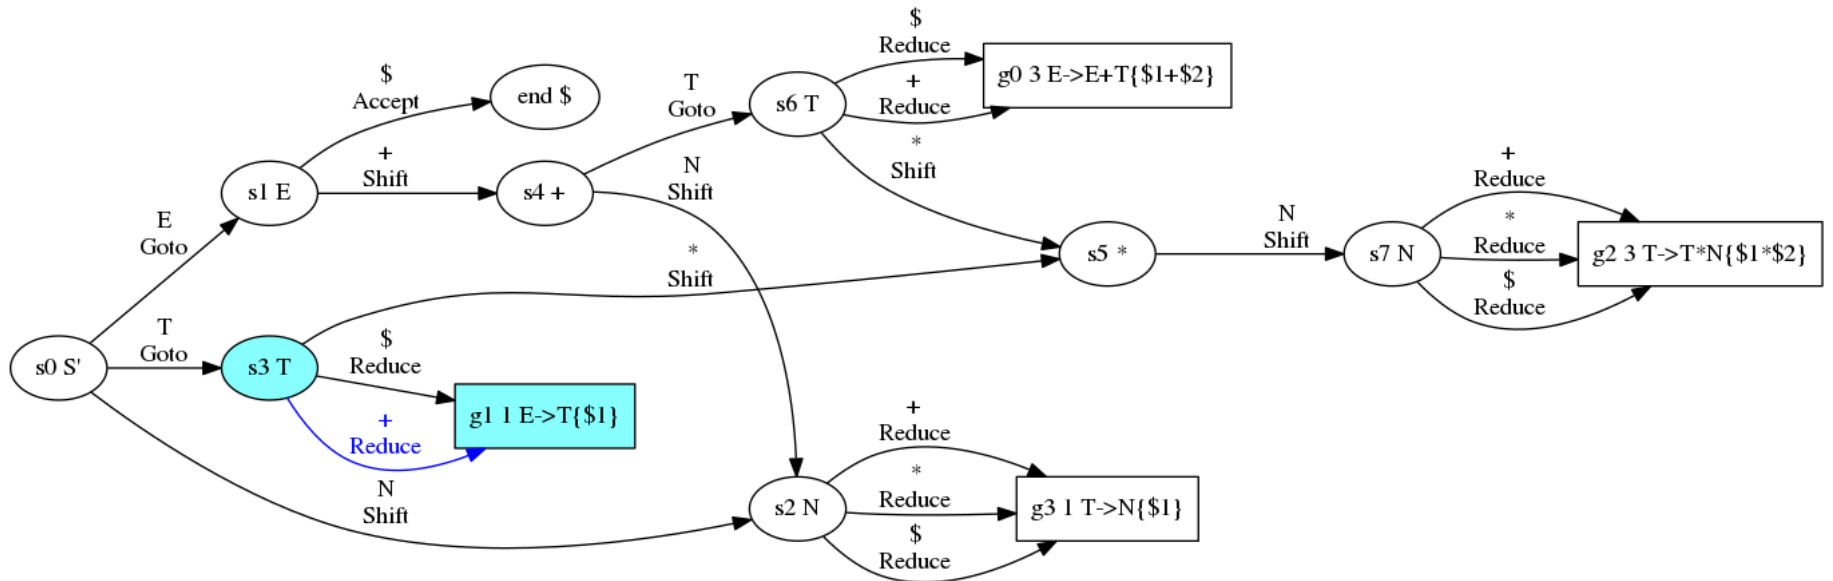 $
Reduce
g0 3 E->E+T{$1+$2}
+
Reduce
s6 T
T
Goto
$
Accept
end $
*
Shift
+
Shift
s1 E
s4 +
N
Shift
E
Goto
+
Reduce
*
Reduce
$
Reduce
N
Shift
s5 *
s7 N
g2 3 T->T*N{$1*$2}
*
Shift
T
Goto
s0 S'
s3 T
$
Reduce
g1 1 E->T{$1}
+
Reduce
N
Shift
+
Reduce
*
Reduce
$
Reduce
s2 N
g3 1 T->N{$1}